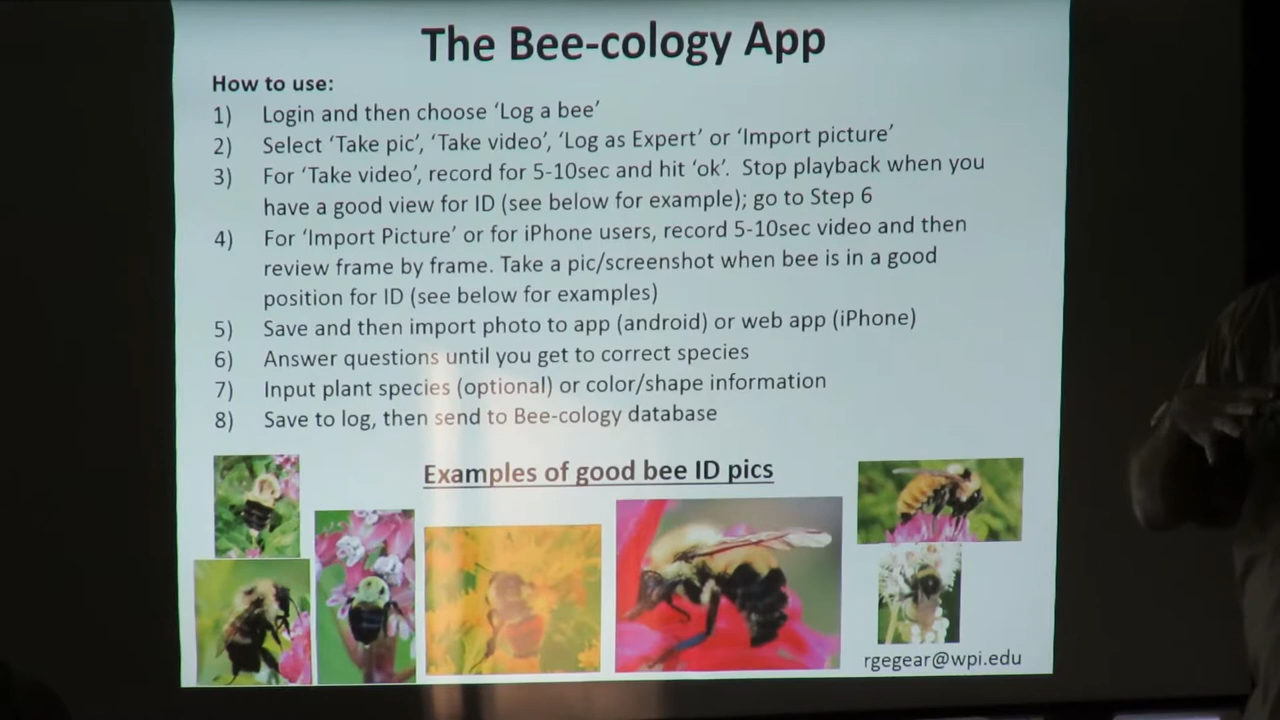 The Bee-cology App
How to use:
1) Login and then choose ‘Log a bee’
2) Select ‘Take pic’, ‘Take video’, ‘Log as Expert’ or ‘Import picture’
3) For ‘Take video’, record for 5-10sec and hit ‘ok’. Stop playback when you
have a good view for ID (see below for example); go to Step 6
4) For ‘Import Picture’ or for iPhone users, record 5-10sec video and then
review frame by frame. Take a pic/screenshot when bee is in a good
position for ID (see below for examples)
5) Save and then import photo to app (android) or web app (iPhone)
6) Answer questions until you get to correct species
7) Input plant species (optional) or color/shape information
8) Save to log, then send to Bee-cology database
Examples of good bee ID pics
rgegear@wpi.edu